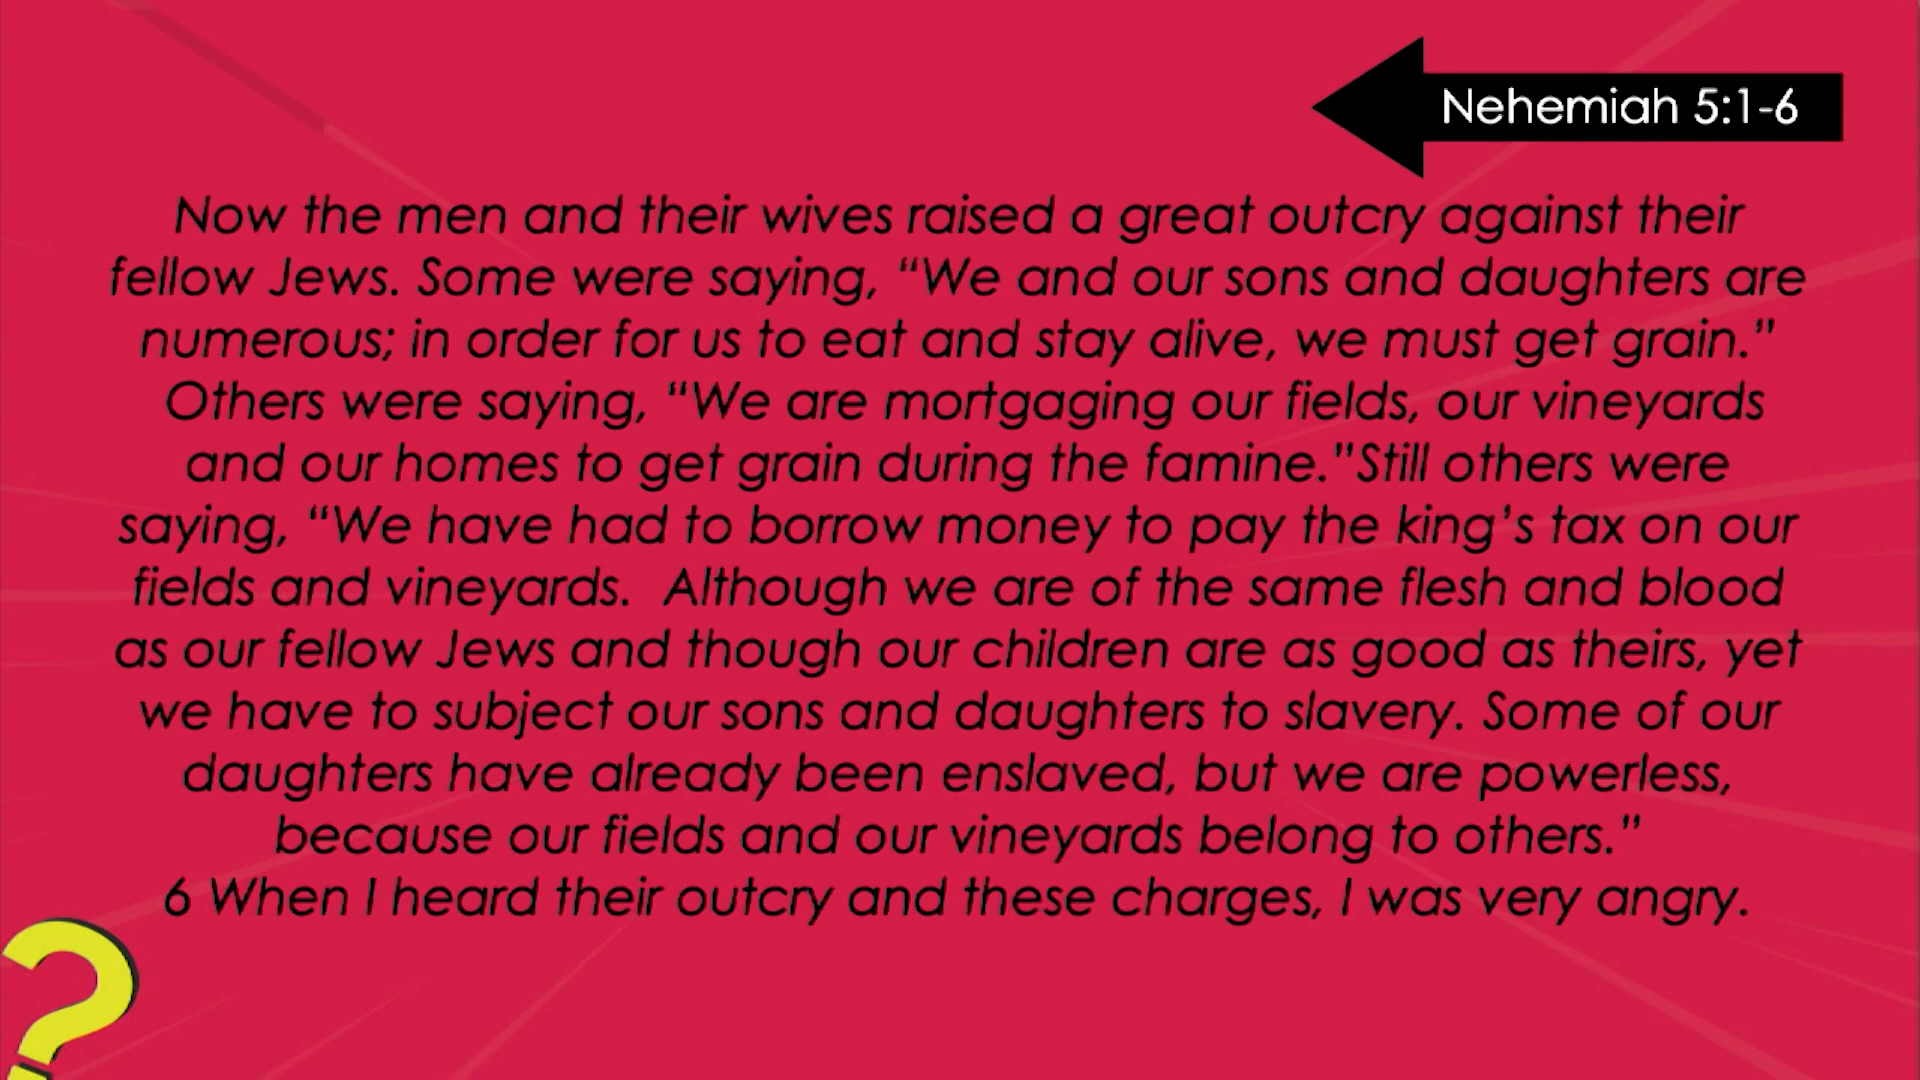 Nehemiah 5:1-6
Now the men and their wives raised a great outcry against their
fellow Jews. Some were saying, “We and our sons and daughters are
numerous; in order for us to eat and stay alive, we must get grain.”
Others were saying, “We are mortgaging our fields, our vineyards
and our homes to get grain during the famine.”Still others were
saying, “We have had to borrow money to pay the king’s tax on our
fields and vineyards.  Although we are of the same flesh and blood
as our fellow Jews and though our children are as good as theirs, yet
we have to subject our sons and daughters to slavery. Some of our
daughters have already been enslaved, but we are powerless,
because our fields and our vineyards belong to others.”
6 When I heard their outcry and these charges, I was very angry.
?